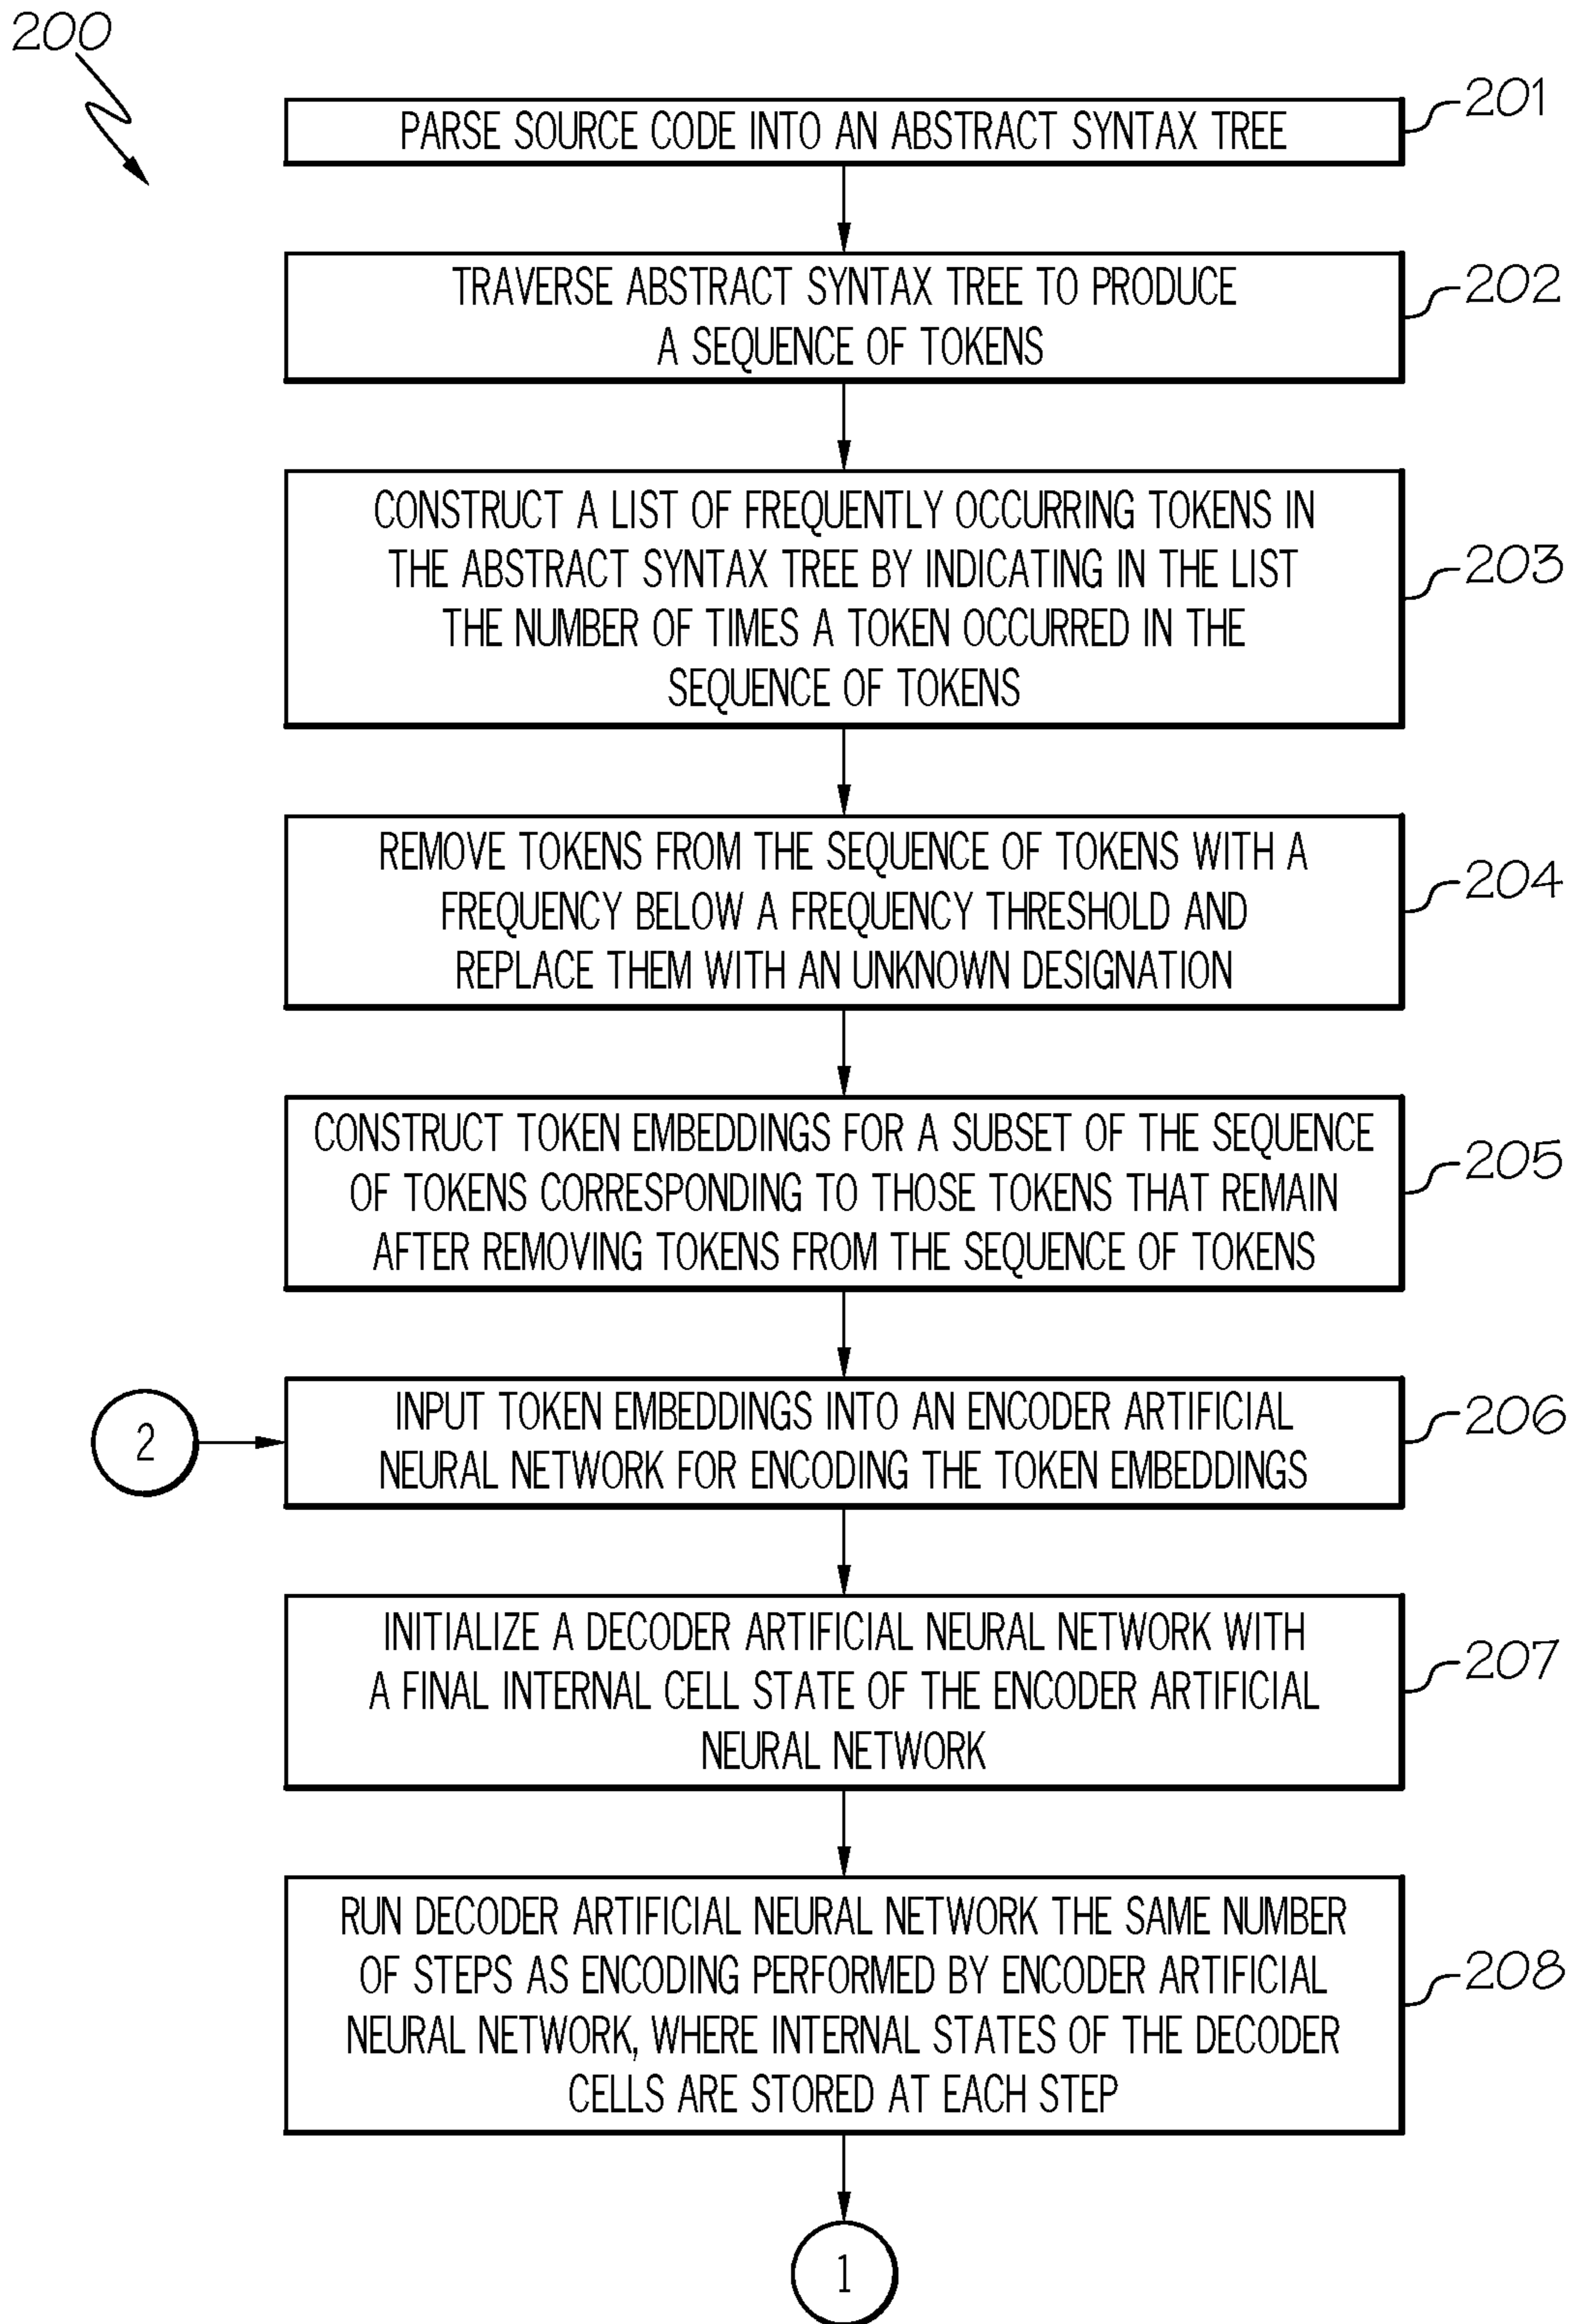 200
PARSE SOURCE CODE INTO AN ABSTRACT SYNTAX TREE
201
TRAVERSE ABSTRACT SYNTAX TREE TO PRODUCE
A SEQUENCE OF TOKENS
202
CONSTRUCT A LIST OF FREQUENTLY OCCURRING TOKENS IN
THE ABSTRACT SYNTAX TREE BY INDICATING IN THE LIST
THE NUMBER OF TIMES A TOKEN OCCURRED IN THE
SEQUENCE OF TOKENS
203
REMOVE TOKENS FROM THE SEQUENCE OF TOKENS WITH A
FREQUENCY BELOW A FREQUENCY THRESHOLD AND
REPLACE THEM WITH AN UNKNOWN DESIGNATION
204
CONSTRUCT TOKEN EMBEDDINGS FOR A SUBSET OF THE SEQUENCE
OF TOKENS CORRESPONDING TO THOSE TOKENS THAT REMAIN
AFTER REMOVING TOKENS FROM THE SEQUENCE OF TOKENS
205
2
INPUT TOKEN EMBEDDINGS INTO AN ENCODER ARTIFICIAL
NEURAL NETWORK FOR ENCODING THE TOKEN EMBEDDINGS
206
INITIALIZE A DECODER ARTIFICIAL NEURAL NETWORK WITH
A FINAL INTERNAL CELL STATE OF THE ENCODER ARTIFICIAL
NEURAL NETWORK
207
RUN DECODER ARTIFICIAL NEURAL NETWORK THE SAME NUMBER
OF STEPS AS ENCODING PERFORMED BY ENCODER ARTIFICIAL
NEURAL NETWORK, WHERE INTERNAL STATES OF THE DECODER
CELLS ARE STORED AT EACH STEP
208
1